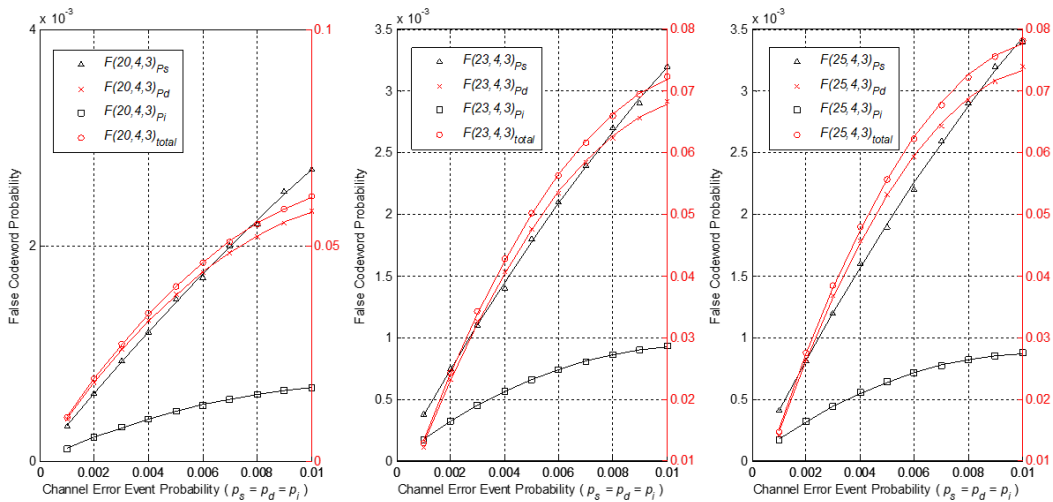 x 10⁻³
4
2
0
False Codeword Probability
F(20,4,3)Ps
F(20,4,3)Pd
F(20,4,3)Pi
F(20,4,3)total
0.1
0.05
0
0 0.002 0.004 0.006 0.008 0.01
Channel Error Event Probability ( ps = pd = pi )
x 10⁻³
3.5
3
2.5
2
1.5
1
0.5
0
False Codeword Probability
F(23,4,3)Ps
F(23,4,3)Pd
F(23,4,3)Pi
F(23,4,3)total
0.08
0.07
0.06
0.05
0.04
0.03
0.02
0.01
0 0.002 0.004 0.006 0.008 0.01
Channel Error Event Probability ( ps = pd = pi )
x 10⁻³
3.5
3
2.5
2
1.5
1
0.5
0
False Codeword Probability
F(25,4,3)Ps
F(25,4,3)Pd
F(25,4,3)Pi
F(25,4,3)total
0.08
0.07
0.06
0.05
0.04
0.03
0.02
0.01
0 0.002 0.004 0.006 0.008 0.01
Channel Error Event Probability ( ps = pd = pi )